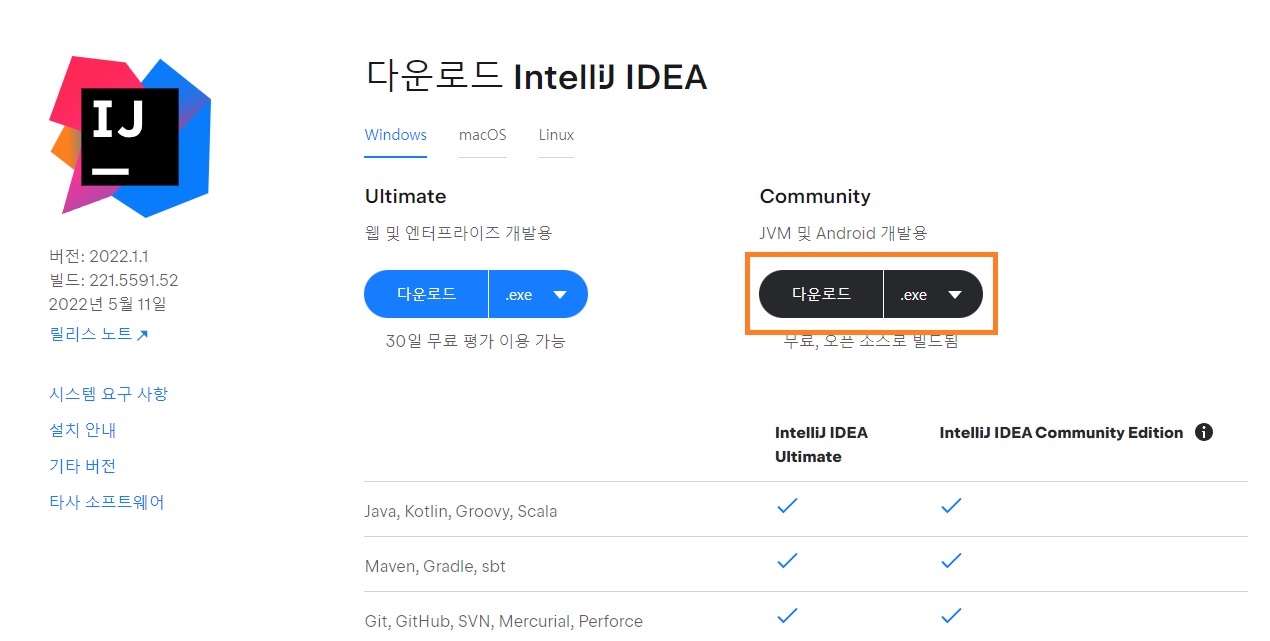 IJ
다운로드 IntelliJ IDEA
Windows macOS Linux
Ultimate
웹 및 엔터프라이즈 개발용
다운로드 .exe
30일 무료 평가 이용 가능
Community
JVM 및 Android 개발용
다운로드 .exe
무료, 오픈 소스로 빌드됨
버전: 2022.1.1
빌드: 221.5591.52
2022년 5월 11일
릴리스 노트
시스템 요구 사항
설치 안내
기타 버전
타사 소프트웨어
IntelliJ IDEA
Ultimate
IntelliJ IDEA Community Edition
Java, Kotlin, Groovy, Scala
Maven, Gradle, sbt
Git, GitHub, SVN, Mercurial, Perforce